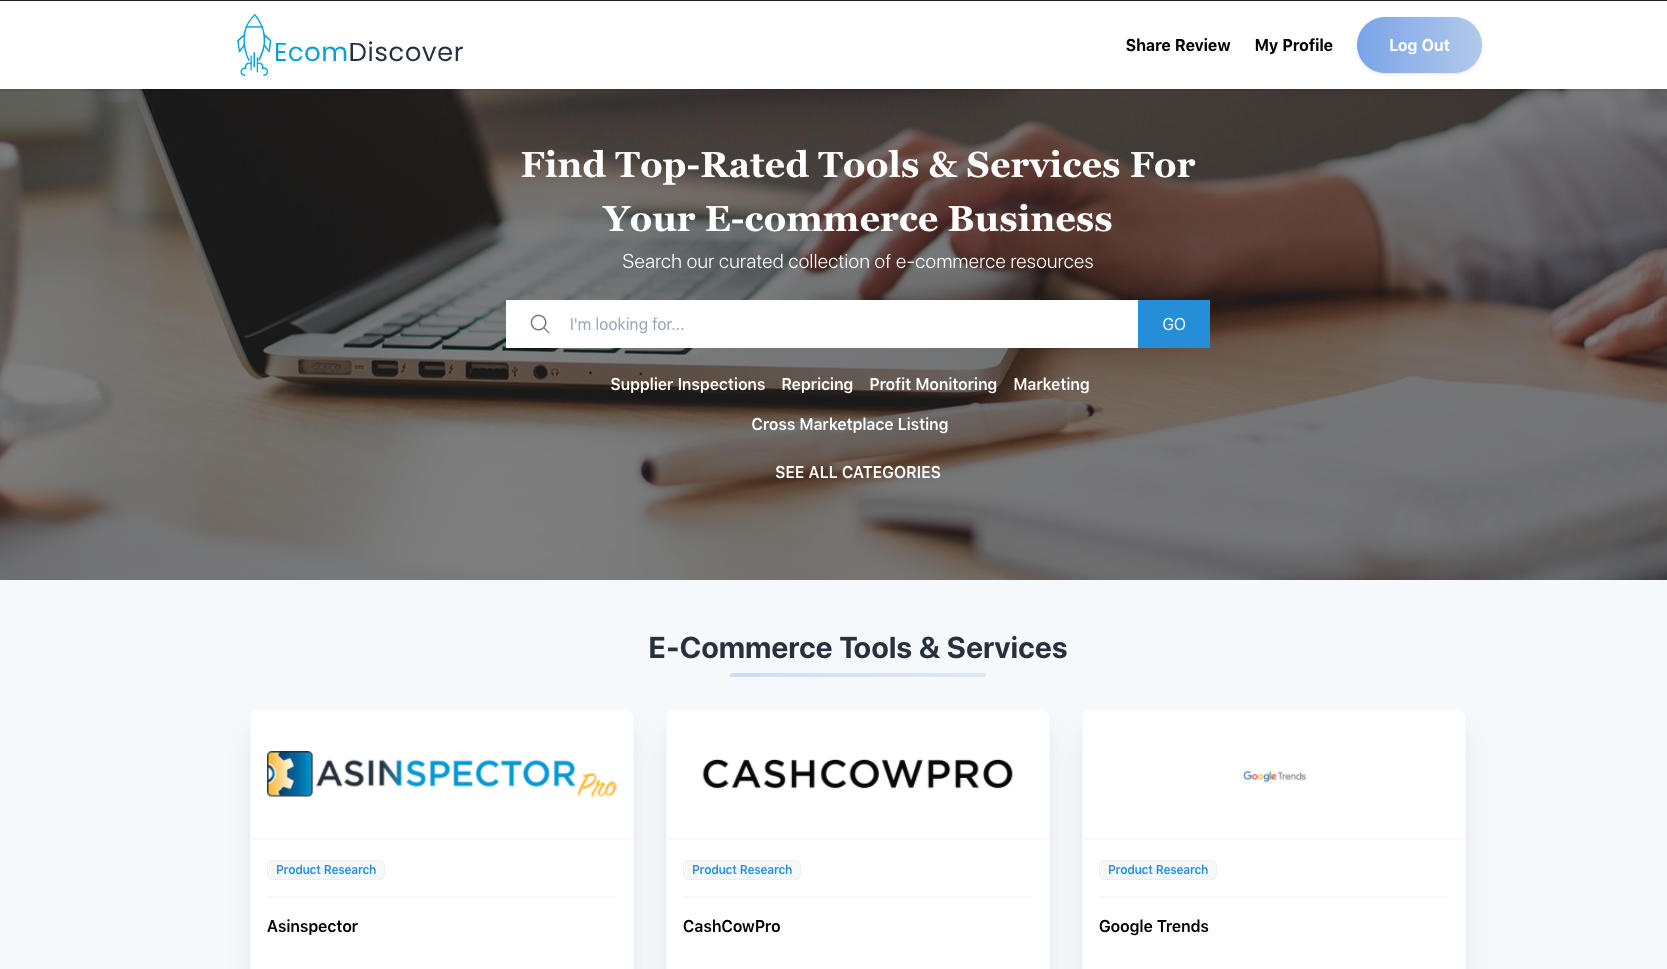 EcomDiscover
Share Review
My Profile
Log Out
Find Top-Rated Tools & Services For
Your E-commerce Business
Search our curated collection of e-commerce resources
I'm looking for...
GO
Supplier Inspections Repricing Profit Monitoring Marketing
Cross Marketplace Listing
SEE ALL CATEGORIES
E-Commerce Tools & Services
ASINSPECTOR Pro
CASHCOWPRO
Google Trends
Product Research
Product Research
Product Research
Asinspector
CashCowPro
Google Trends